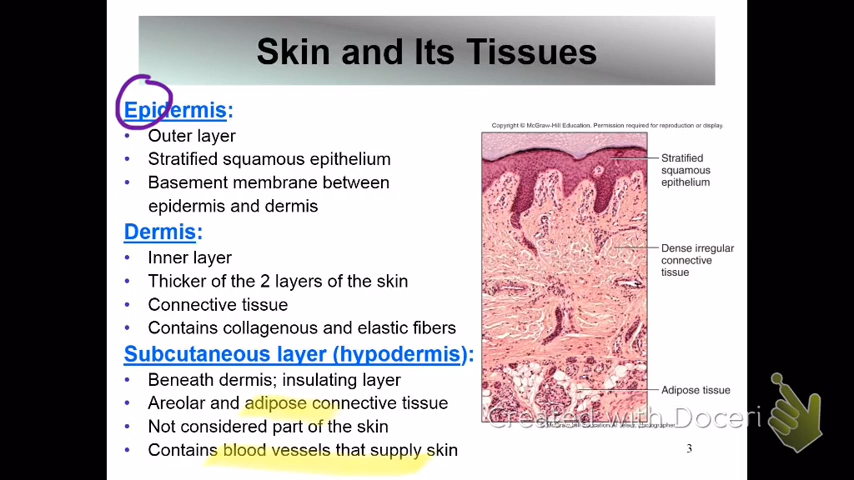 Skin and Its Tissues
Epidermis:
• Outer layer
• Stratified squamous epithelium
• Basement membrane between
epidermis and dermis
Dermis:
• Inner layer
• Thicker of the 2 layers of the skin
• Connective tissue
• Contains collagenous and elastic fibers
Subcutaneous layer (hypodermis):
• Beneath dermis; insulating layer
• Areolar and adipose connective tissue
• Not considered part of the skin
• Contains blood vessels that supply skin
Copyright © McGraw-Hill Education. Permission required for reproduction or display.
Stratified
squamous
epithelium
Dense irregular
connective
tissue
Adipose tissue
Created with Doceri
3